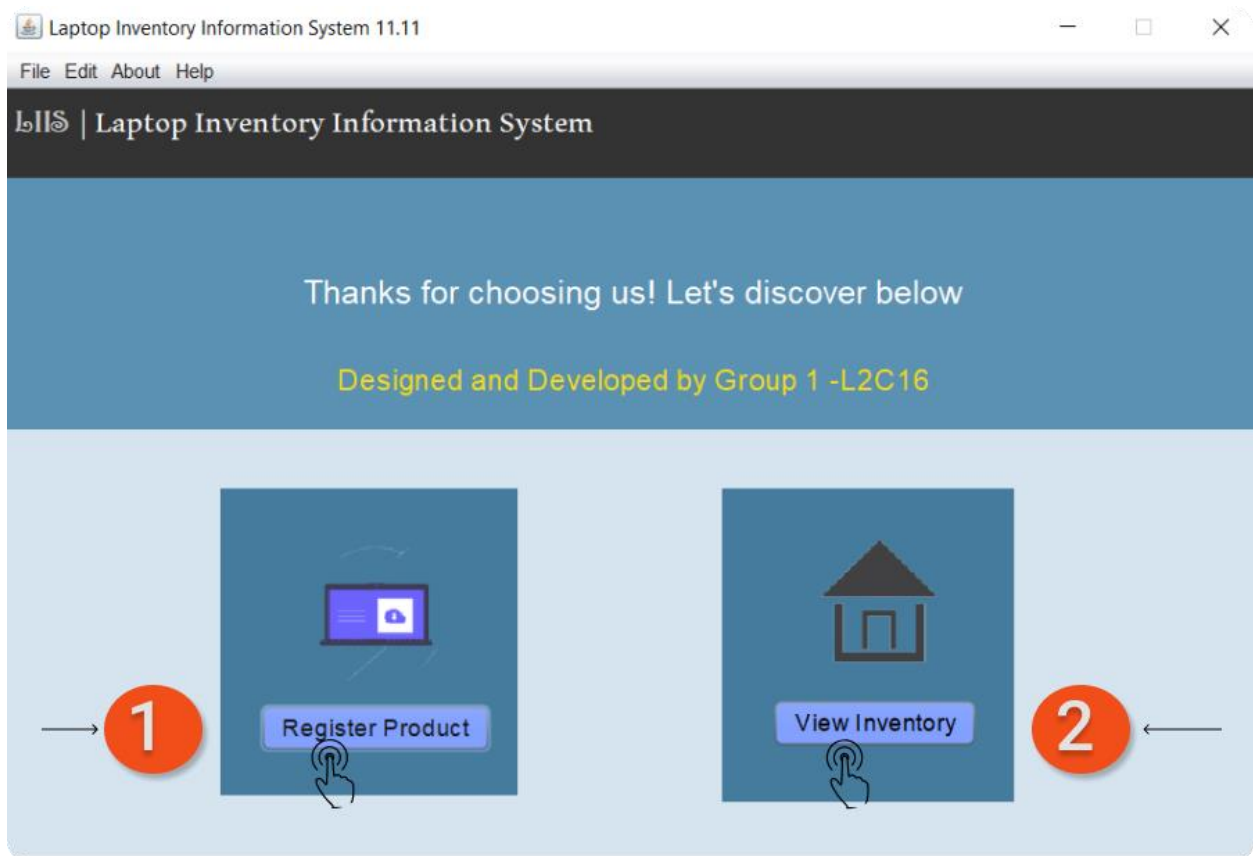 Laptop Inventory Information System 11.11
File Edit About Help
LIIS | Laptop Inventory Information System
Thanks for choosing us! Let's discover below
Designed and Developed by Group 1 -L2C16
1
Register Product
View Inventory
2